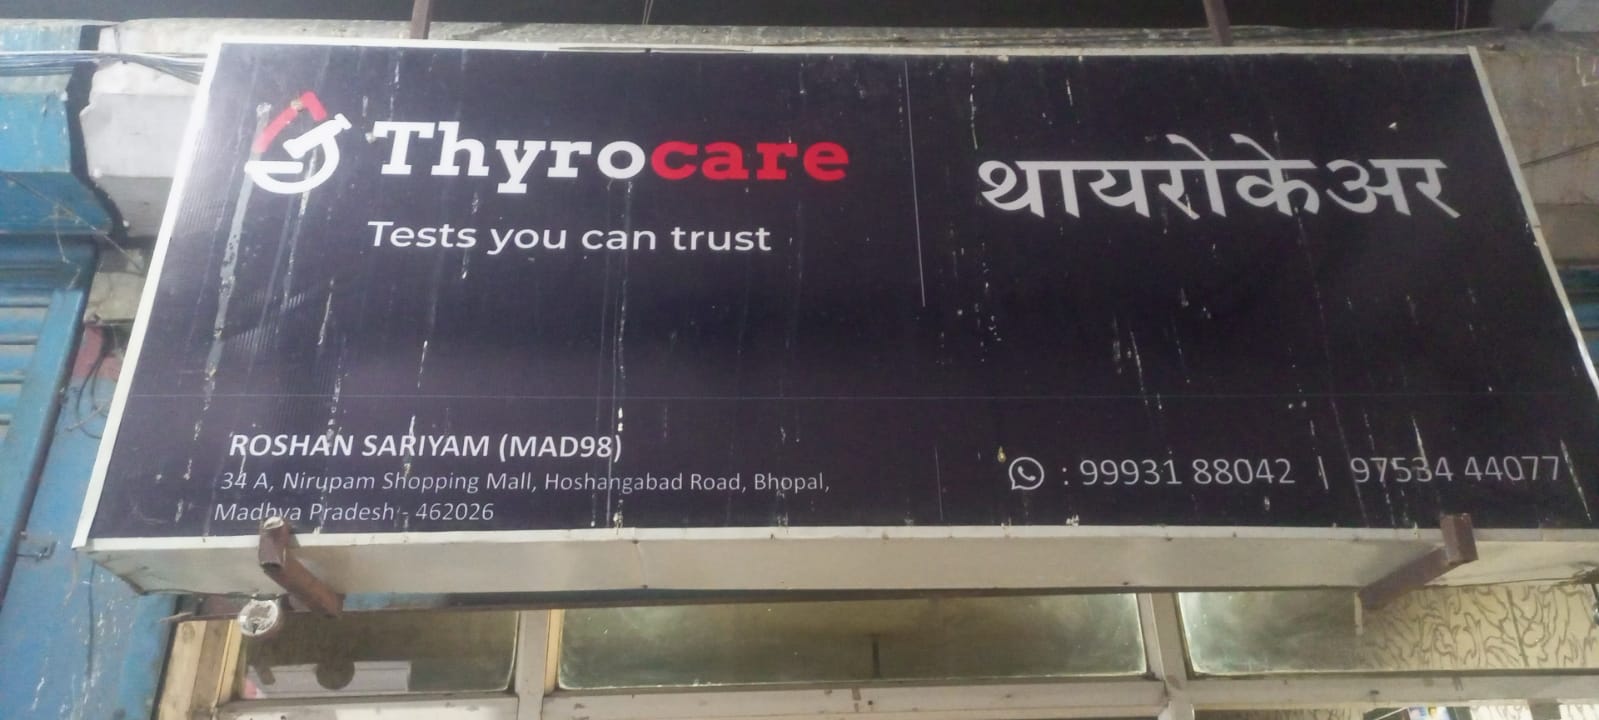 Thyrocare
Tests you can trust
थायरोकेअर
ROSHAN SARIYAM (MAD98)
34 A, Nirupam Shopping Mall, Hoshangabad Road, Bhopal,
Madhya Pradesh - 462026
: 99931 88042 | 97534 44077